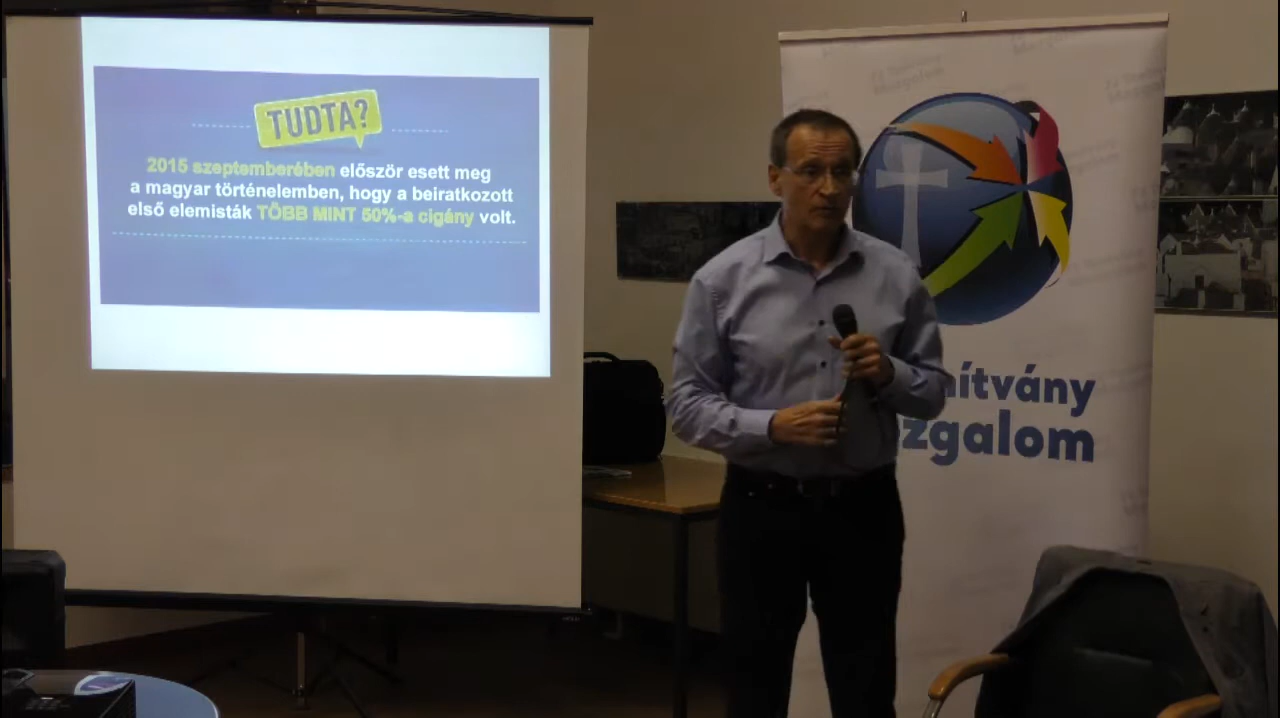 TUDTA?
2015 szeptemberében először esett meg
a magyar történelemben, hogy a beiratkozott
első elemisták TÖBB MINT 50%-a cigány volt.
ítvány
zgalom